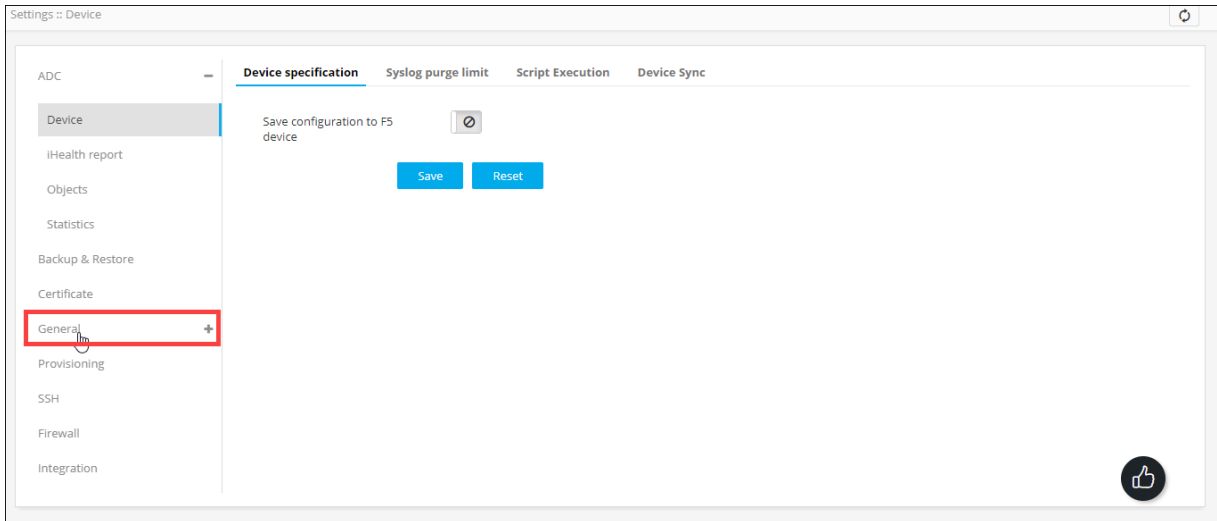 Settings :: Device
ADC
Device specification Syslog purge limit Script Execution Device Sync
Device
Save configuration to F5
device
iHealth report
Save Reset
Objects
Statistics
Backup & Restore
Certificate
General
Provisioning
SSH
Firewall
Integration